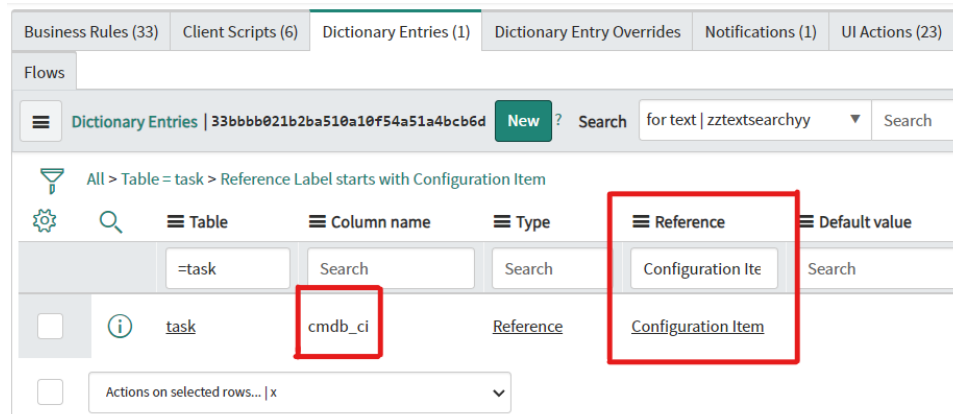 Business Rules (33) Client Scripts (6) Dictionary Entries (1) Dictionary Entry Overrides Notifications (1) UI Actions (23)
Flows
Dictionary Entries | 33bbbb021b2ba510a10f54a51a4bcb6d New ? Search for text | zztextsearchyy ▼ Search
All > Table = task > Reference Label starts with Configuration Item
Table Column name Type Reference Default value
=task Search Search Configuration Ite Search
task cmdb_ci Reference Configuration Item
Actions on selected rows... | x